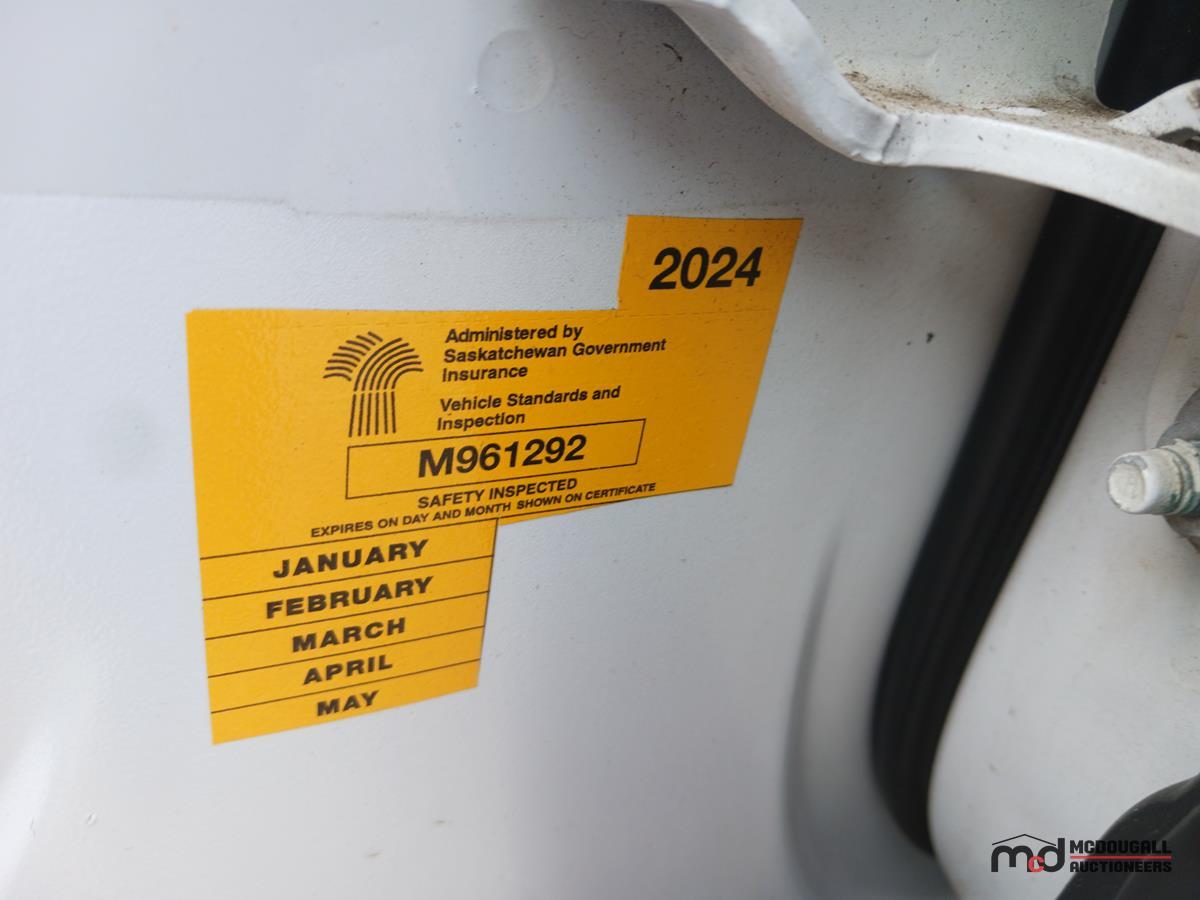 2024
Administered by
Saskatchewan Government
Insurance
Vehicle Standards and
Inspection
M961292
SAFETY INSPECTED
EXPIRES ON DAY AND MONTH SHOWN ON CERTIFICATE
JANUARY
FEBRUARY
MARCH
APRIL
MAY
mcd MCDOUGALL
AUCTIONEERS